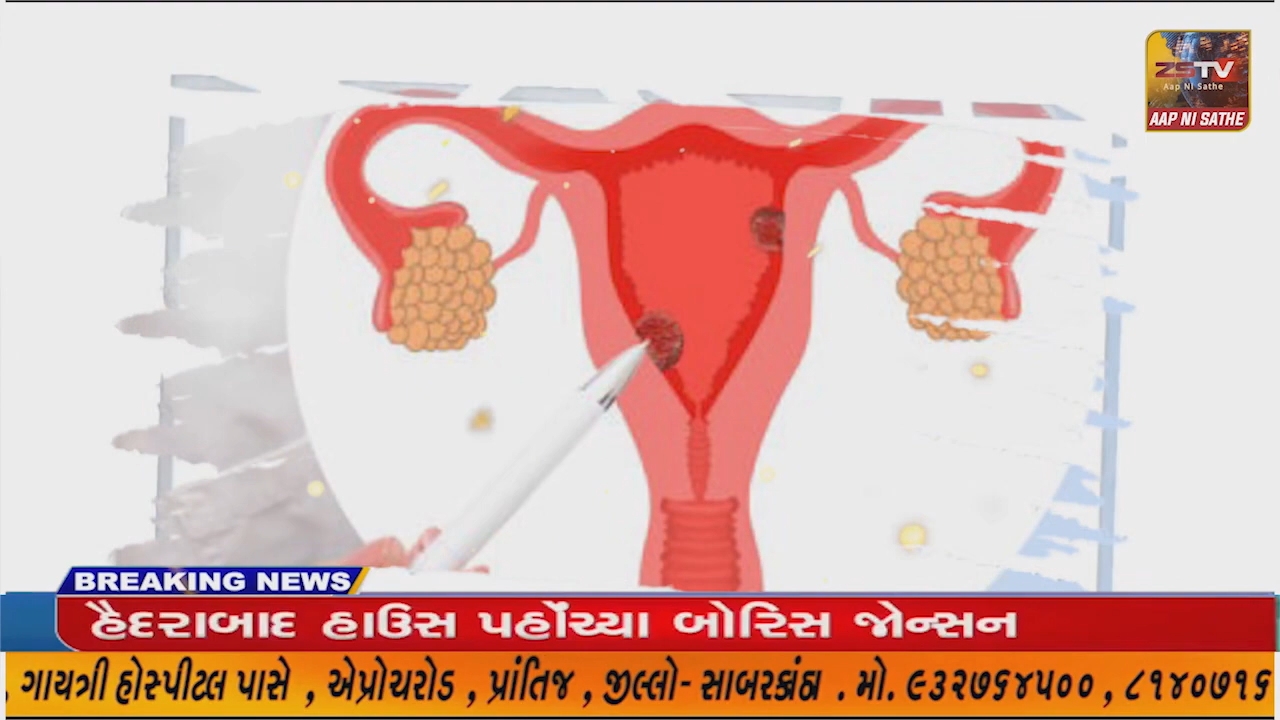 ZSTV
Aap Ni Sathe
AAP NI SATHE
BREAKING NEWS
હૈદરાબાદ હાઉસ પહોંચ્યા બોરિસ જોન્સન
, ગાયત્રી હોસ્પીટલ પાસે , એપ્રોચરોડ , પ્રાંતિજ , જીલ્લો- સાબરકાંઠા . મો. ૯૩૨૭૬૪૫૦૦ , ૮૧૪૦૭૧૬